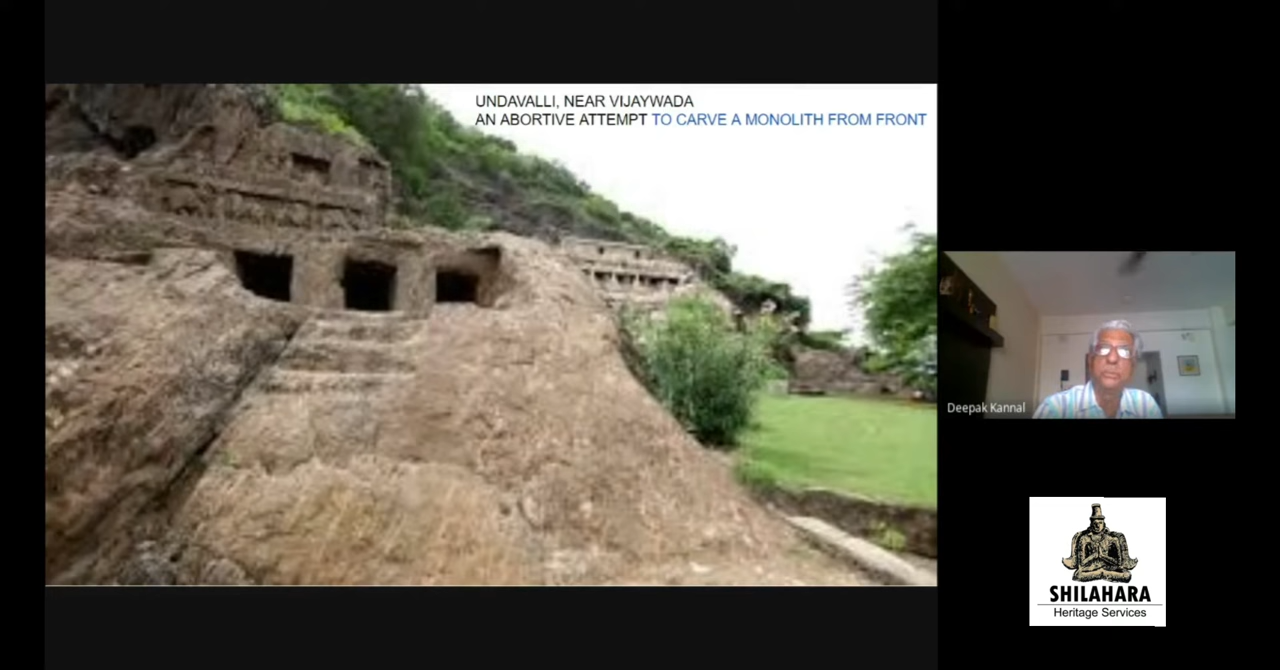 UNDAVALLI, NEAR VIJAYWADA
AN ABORTIVE ATTEMPT TO CARVE A MONOLITH FROM FRONT
Deepak Kannal
SHILAHARA
Heritage Services